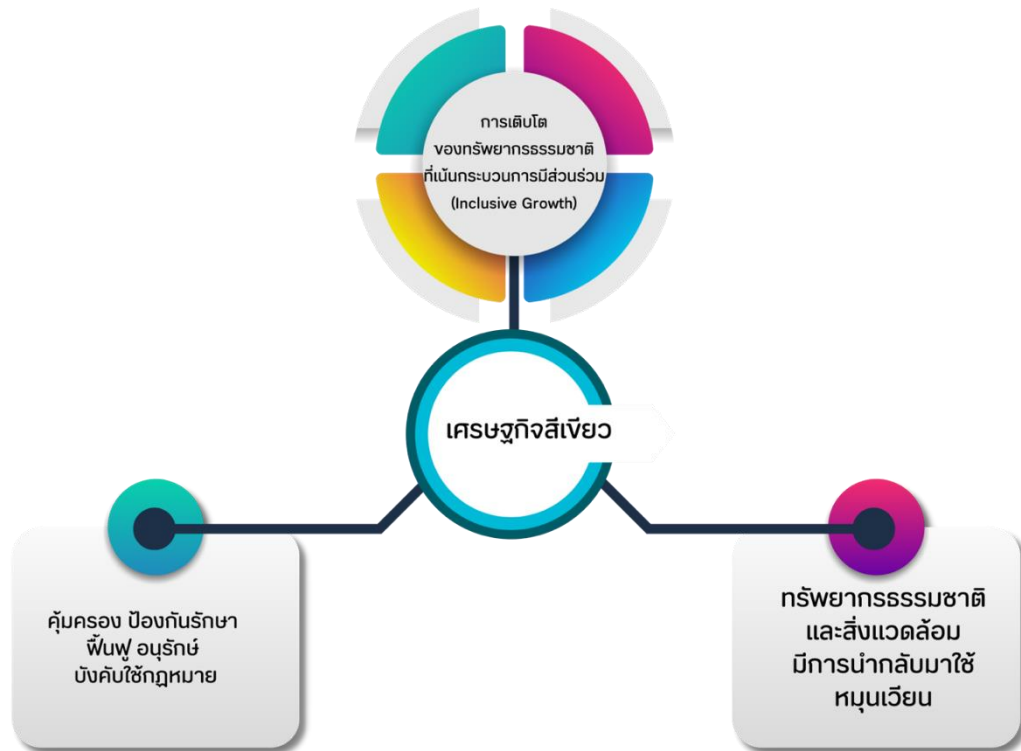 การเติบโต
ของทรัพยากรธรรมชาติ
ที่เน้นกระบวนการมีส่วนร่วม
(Inclusive Growth)
เศรษฐกิจสีเขียว
คุ้มครอง ป้องกันรักษา
ฟื้นฟู อนุรักษ์
บังคับใช้กฎหมาย
ทรัพยากรธรรมชาติ
และสิ่งแวดล้อม
มีการนำกลับมาใช้
หมุนเวียน